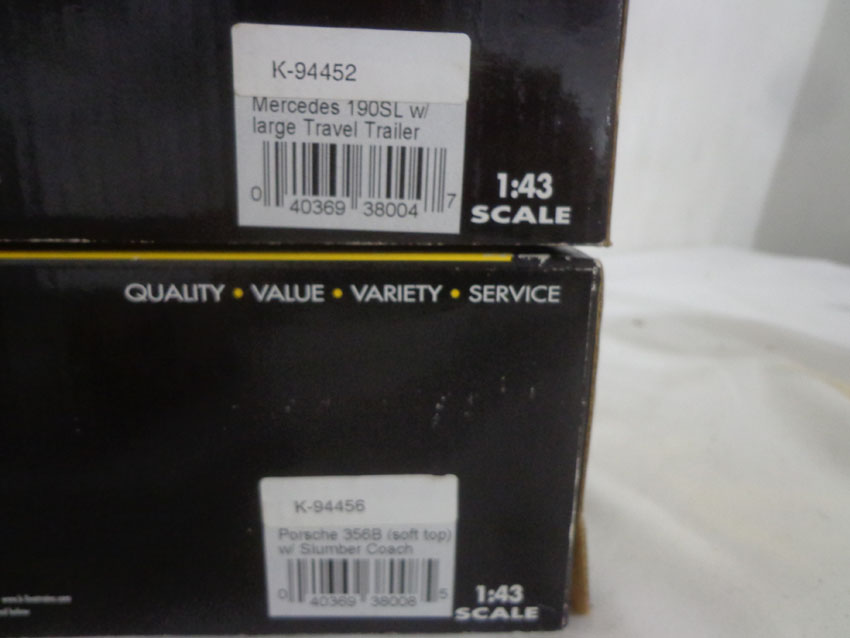 K-94452
Mercedes 190SL w/
large Travel Trailer
0 40369 38004 7
1:43
SCALE
QUALITY • VALUE • VARIETY • SERVICE
K-94456
Porsche 356B (soft top)
w/ Slumber Coach
0 40369 38008 5
1:43
SCALE